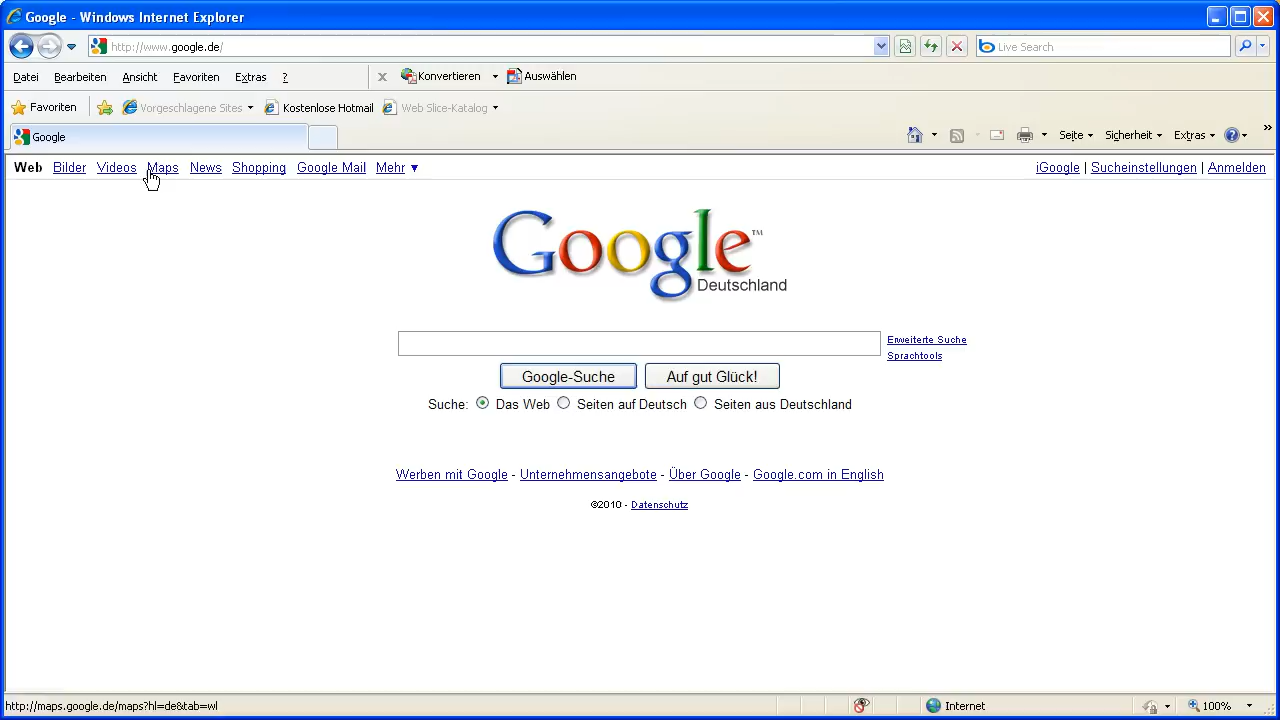 Google - Windows Internet Explorer
http://www.google.de/
Live Search
Datei Bearbeiten Ansicht Favoriten Extras ? x Konvertieren Auswählen
Favoriten Vorgeschlagene Sites Kostenlose Hotmail Web Slice-Katalog
Google
Seite Sicherheit Extras
Web Bilder Videos Maps News Shopping Google Mail Mehr ▼ iGoogle | Sucheinstellungen | Anmelden
Google™
Deutschland
Erweiterte Suche
Sprachtools
Google-Suche Auf gut Glück!
Suche: Das Web Seiten auf Deutsch Seiten aus Deutschland
Werben mit Google - Unternehmensangebote - Über Google - Google.com in English
©2010 - Datenschutz
http://maps.google.de/maps?hl=de&tab=wl Internet 100%